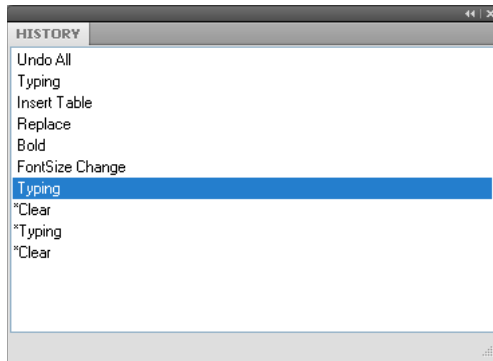 HISTORY
Undo All
Typing
Insert Table
Replace
Bold
FontSize Change
Typing
*Clear
*Typing
*Clear